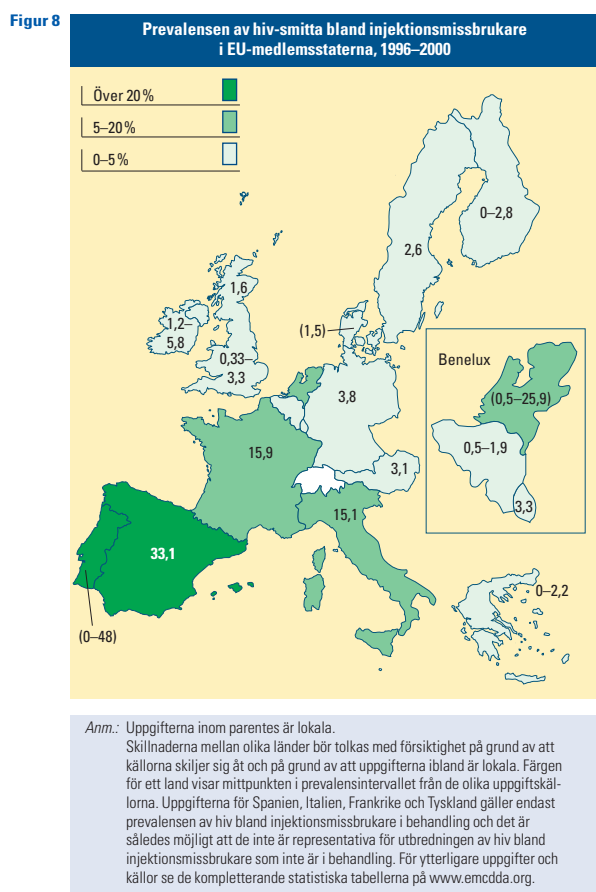 Figur 8
Prevalensen av hiv-smitta bland injektionsmissbrukare
i EU-medlemsstaterna, 1996–2000
Över 20 %
5–20 %
0–5 %
0–2,8
2,6
1,6
1,2–
5,8
(1,5)
0,33–
3,3
Benelux
3,8
(0,5–25,9)
15,9
0,5–1,9
3,1
3,3
15,1
33,1
0–2,2
(0–48)
Anm.: Uppgifterna inom parentes är lokala.
Skillnaderna mellan olika länder bör tolkas med försiktighet på grund av att
källorna skiljer sig åt och på grund av att uppgifterna ibland är lokala. Färgen
för ett land visar mittpunkten i prevalensintervallet från de olika uppgiftskäl-
lorna. Uppgifterna för Spanien, Italien, Frankrike och Tyskland gäller endast
prevalensen av hiv bland injektionsmissbrukare i behandling och det är
således möjligt att de inte är representativa för utbredningen av hiv bland
injektionsmissbrukare som inte är i behandling. För ytterligare uppgifter och
källor se de kompletterande statistiska tabellerna på www.emcdda.org.